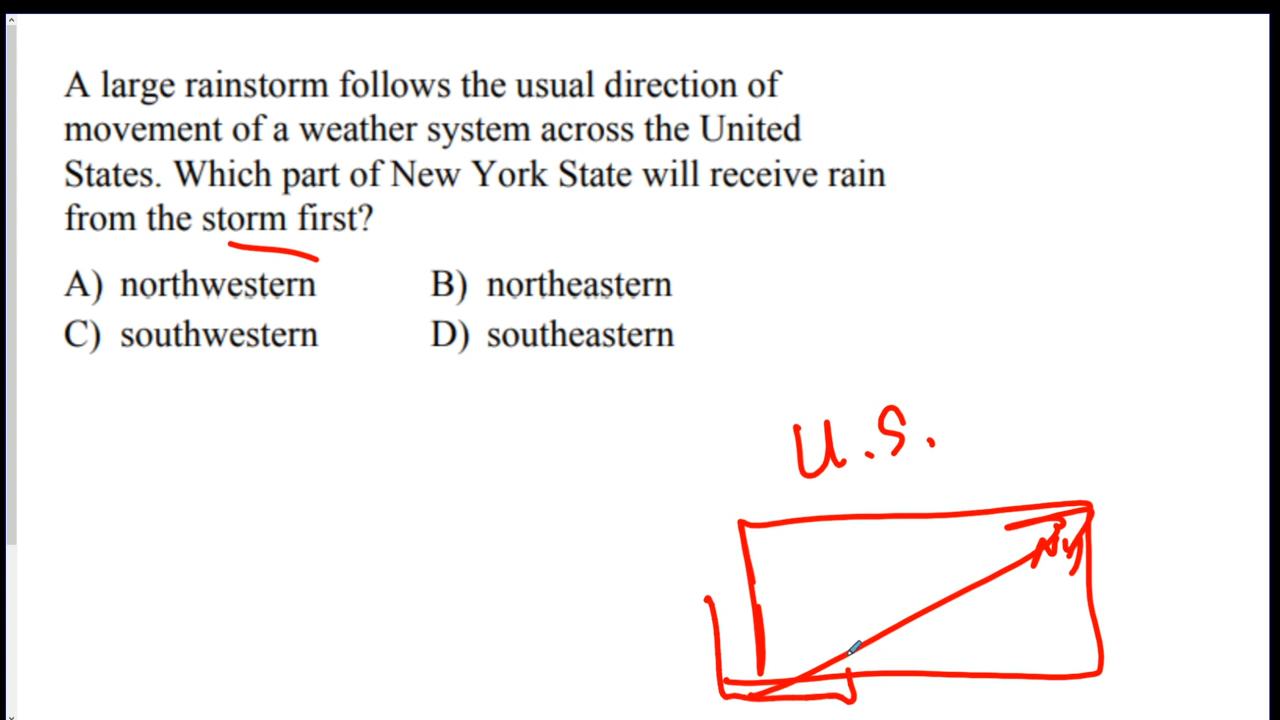 A large rainstorm follows the usual direction of
movement of a weather system across the United
States. Which part of New York State will receive rain
from the storm first?
A) northwestern B) northeastern
C) southwestern D) southeastern
U.S.
NY